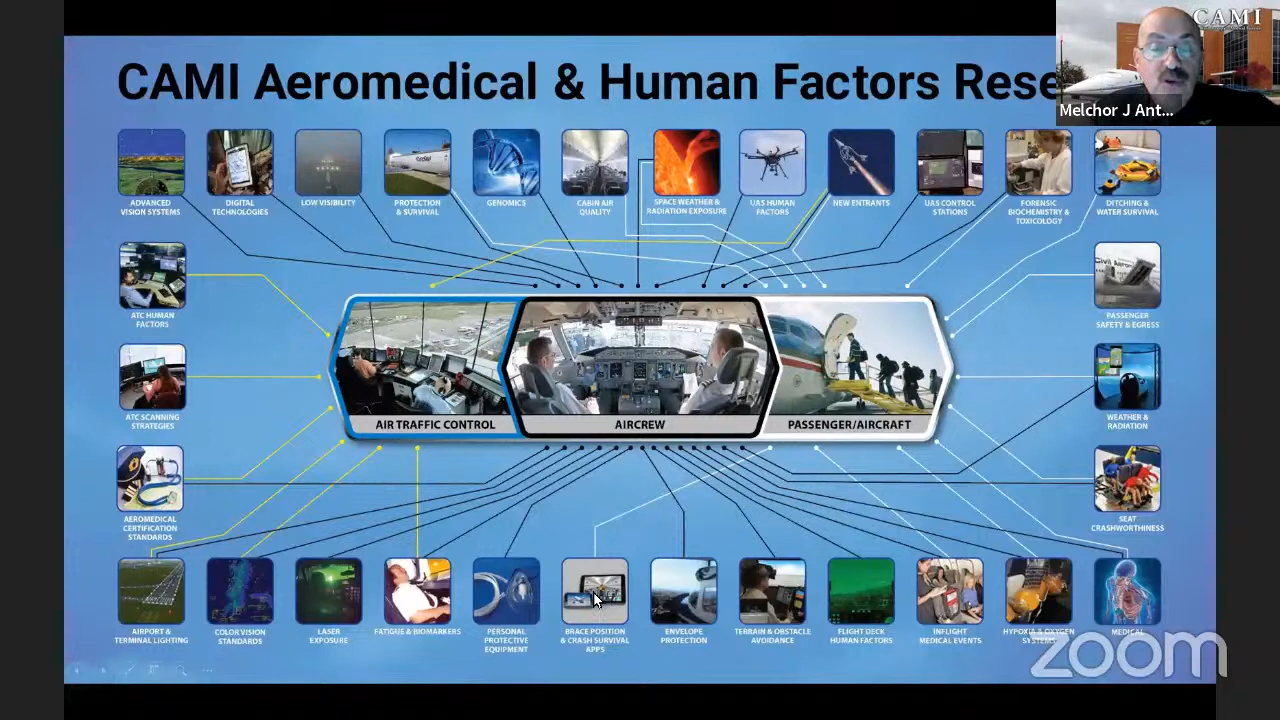 CAMI
CAMI Aeromedical & Human Factors Rese
Melchor J Ant...
ADVANCED
VISION SYSTEMS
DIGITAL
TECHNOLOGIES
LOW VISIBILITY
PROTECTION
& SURVIVAL
GENOMICS
CABIN AIR
QUALITY
SPACE WEATHER &
RADIATION EXPOSURE
UAS HUMAN
FACTORS
NEW ENTRANTS
UAS CONTROL
STATIONS
FORENSIC
BIOCHEMISTRY &
TOXICOLOGY
DITCHING &
WATER SURVIVAL
ATC HUMAN
FACTORS
PASSENGER
SAFETY & EGRESS
ATC SCANNING
STRATEGIES
AIR TRAFFIC CONTROL
AIRCREW
PASSENGER/AIRCRAFT
WEATHER &
RADIATION
AEROMEDICAL
CERTIFICATION
STANDARDS
SEAT
CRASHWORTHINESS
AIRPORT &
TERMINAL LIGHTING
COLOR VISION
STANDARDS
LASER
EXPOSURE
FATIGUE & BIOMARKERS
PERSONAL
PROTECTIVE
EQUIPMENT
BRACE POSITION
& CRASH SURVIVAL
APPS
ENVELOPE
PROTECTION
TERRAIN & OBSTACLE
AVOIDANCE
FLIGHT DECK
HUMAN FACTORS
INFLIGHT
MEDICAL EVENTS
HYPOXIA & OXYGEN
SYSTEMS
MEDICAL
zoom